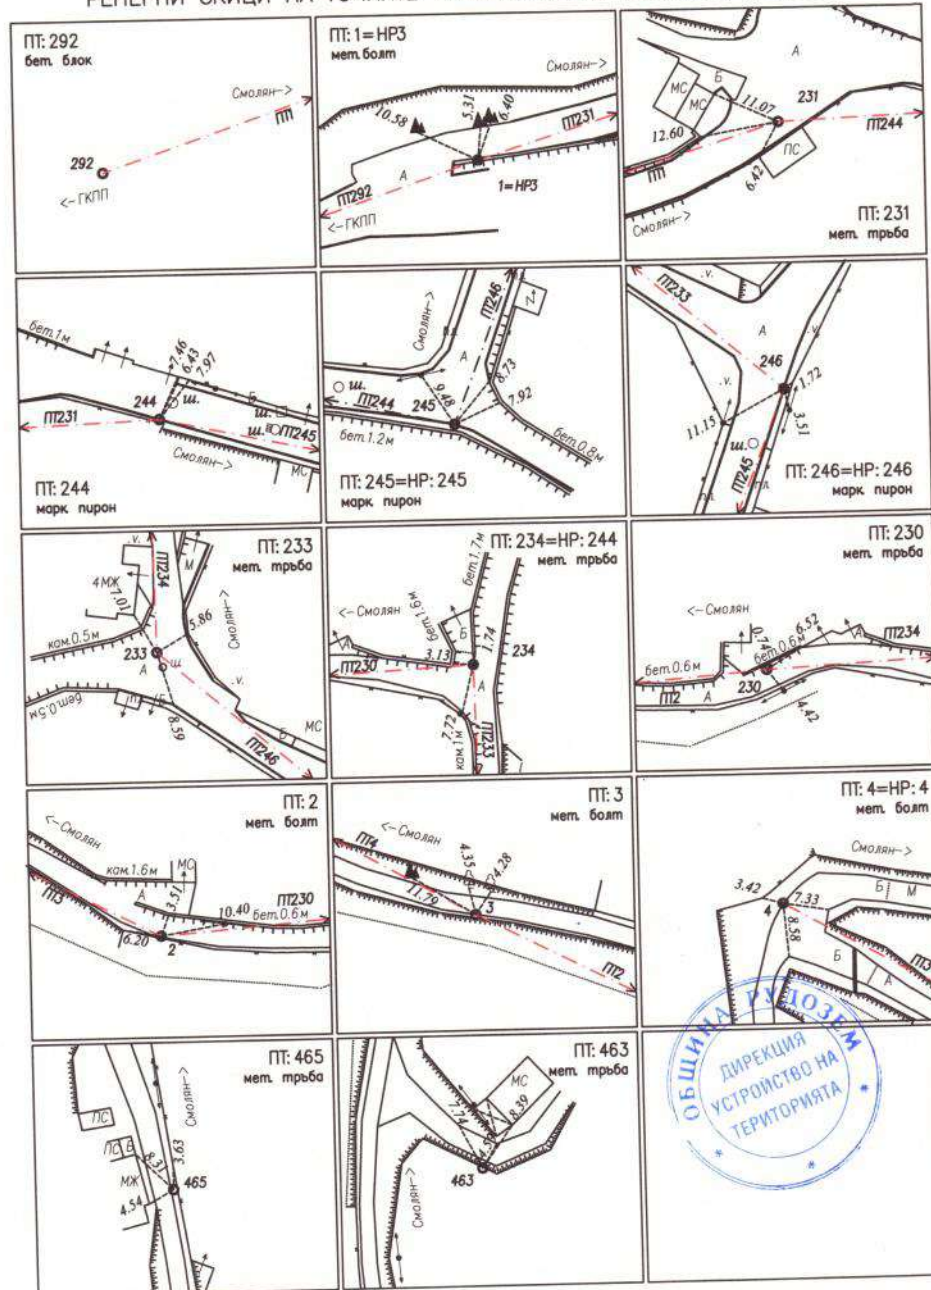 ПТ: 292
бет. блок
Смолян->
ПТ1
292
<-ГКПП
ПТ: 1=НР3
мет. болт
Смолян->
10.58
5.31
6.40
ПТ231
А
1=НР3
ПТ292
<-ГКПП
А
Б
МС
МС
11.07
231
12.60
ПТ244
ПС
ПТ1
6.42
Смолян->
ПТ: 231
мет. тръба
бет.1м
7.46
6.43
7.97
Б
244
ш.
ш.
ПТ231
ш.
ПТ245
Смолян->
МС
ПТ: 244
марк пирон
ПТ246
Смолян->
А
ш.
9.48
8.73
ПТ244
245
7.92
бет.1.2м
бет.0.8м
ПТ: 245=НР: 245
марк пирон
ПТ233
А
.v.
246
.v.
1.72
11.15
3.51
ш.
ПТ245
ПТ: 246=НР: 246
марк пирон
ПТ: 233
мет. тръба
.v.
ПТ234
М
4МЖ
7.01
Смолян->
5.86
кам.0.5м
233
ш
А
.v.
бет.0.5м
8.59
Б
МС
ПТ246
ПТ: 234=НР: 244
мет. тръба
бет.1.7м
<-Смолян
бет.1.6м
Б
А
1.74
3.13
234
ПТ230
А
7.72
кам.1м
ПТ233
ПТ: 230
мет. тръба
<-Смолян
0.74
6.52
А
ПТ234
бет.0.6м
бет.0.6м
ПТ2
А
230
4.42
ПТ: 2
мет. болт
<-Смолян
кам.1.6м
МС
ПТ3
А
3.51
ПТ230
10.40
бет.0.6м
6.20
2
ПТ: 3
мет. болт
<-Смолян
ПТ4
4.35
4.28
11.79
3
ПТ2
ПТ: 4=НР: 4
мет. болт
Смолян->
3.42
Б
М
4
7.33
8.58
Б
ПТ3
А
ПТ: 465
мет. тръба
Смолян->
ПС
ПС
Б
3.63
8.31
МЖ
465
4.54
ПТ: 463
мет. тръба
МС
7.74
8.39
463
Смолян->
ОБЩИНА РУДОЗЕМ
ДИРЕКЦИЯ
УСТРОЙСТВО НА
ТЕРИТОРИЯТА